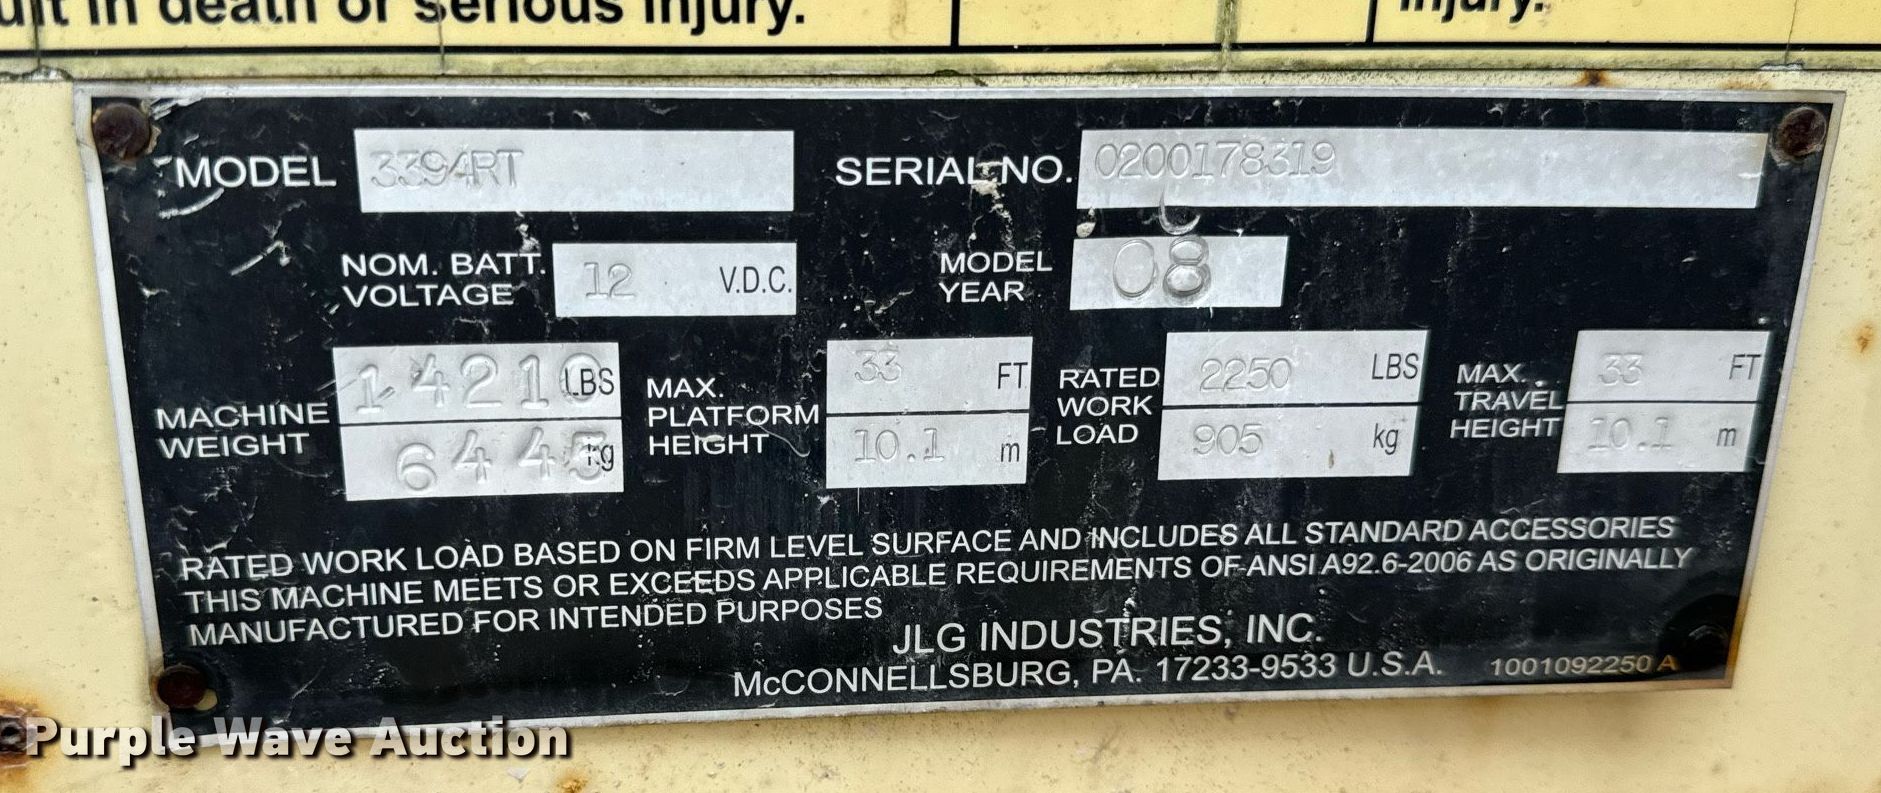 ult in death or serious injury.
injury.
MODEL 3394RT
SERIAL NO. 0200178319
NOM. BATT. VOLTAGE 12 V.D.C.
MODEL YEAR 08
MACHINE WEIGHT 14210 LBS
6445 kg
MAX. PLATFORM HEIGHT 33 FT
10.1 m
RATED WORK LOAD 2250 LBS
905 kg
MAX. TRAVEL HEIGHT 33 FT
10.1 m
RATED WORK LOAD BASED ON FIRM LEVEL SURFACE AND INCLUDES ALL STANDARD ACCESSORIES
THIS MACHINE MEETS OR EXCEEDS APPLICABLE REQUIREMENTS OF ANSI A92.6-2006 AS ORIGINALLY
MANUFACTURED FOR INTENDED PURPOSES
JLG INDUSTRIES, INC.
McCONNELLSBURG, PA. 17233-9533 U.S.A.
1001092250 A
Purple Wave Auction